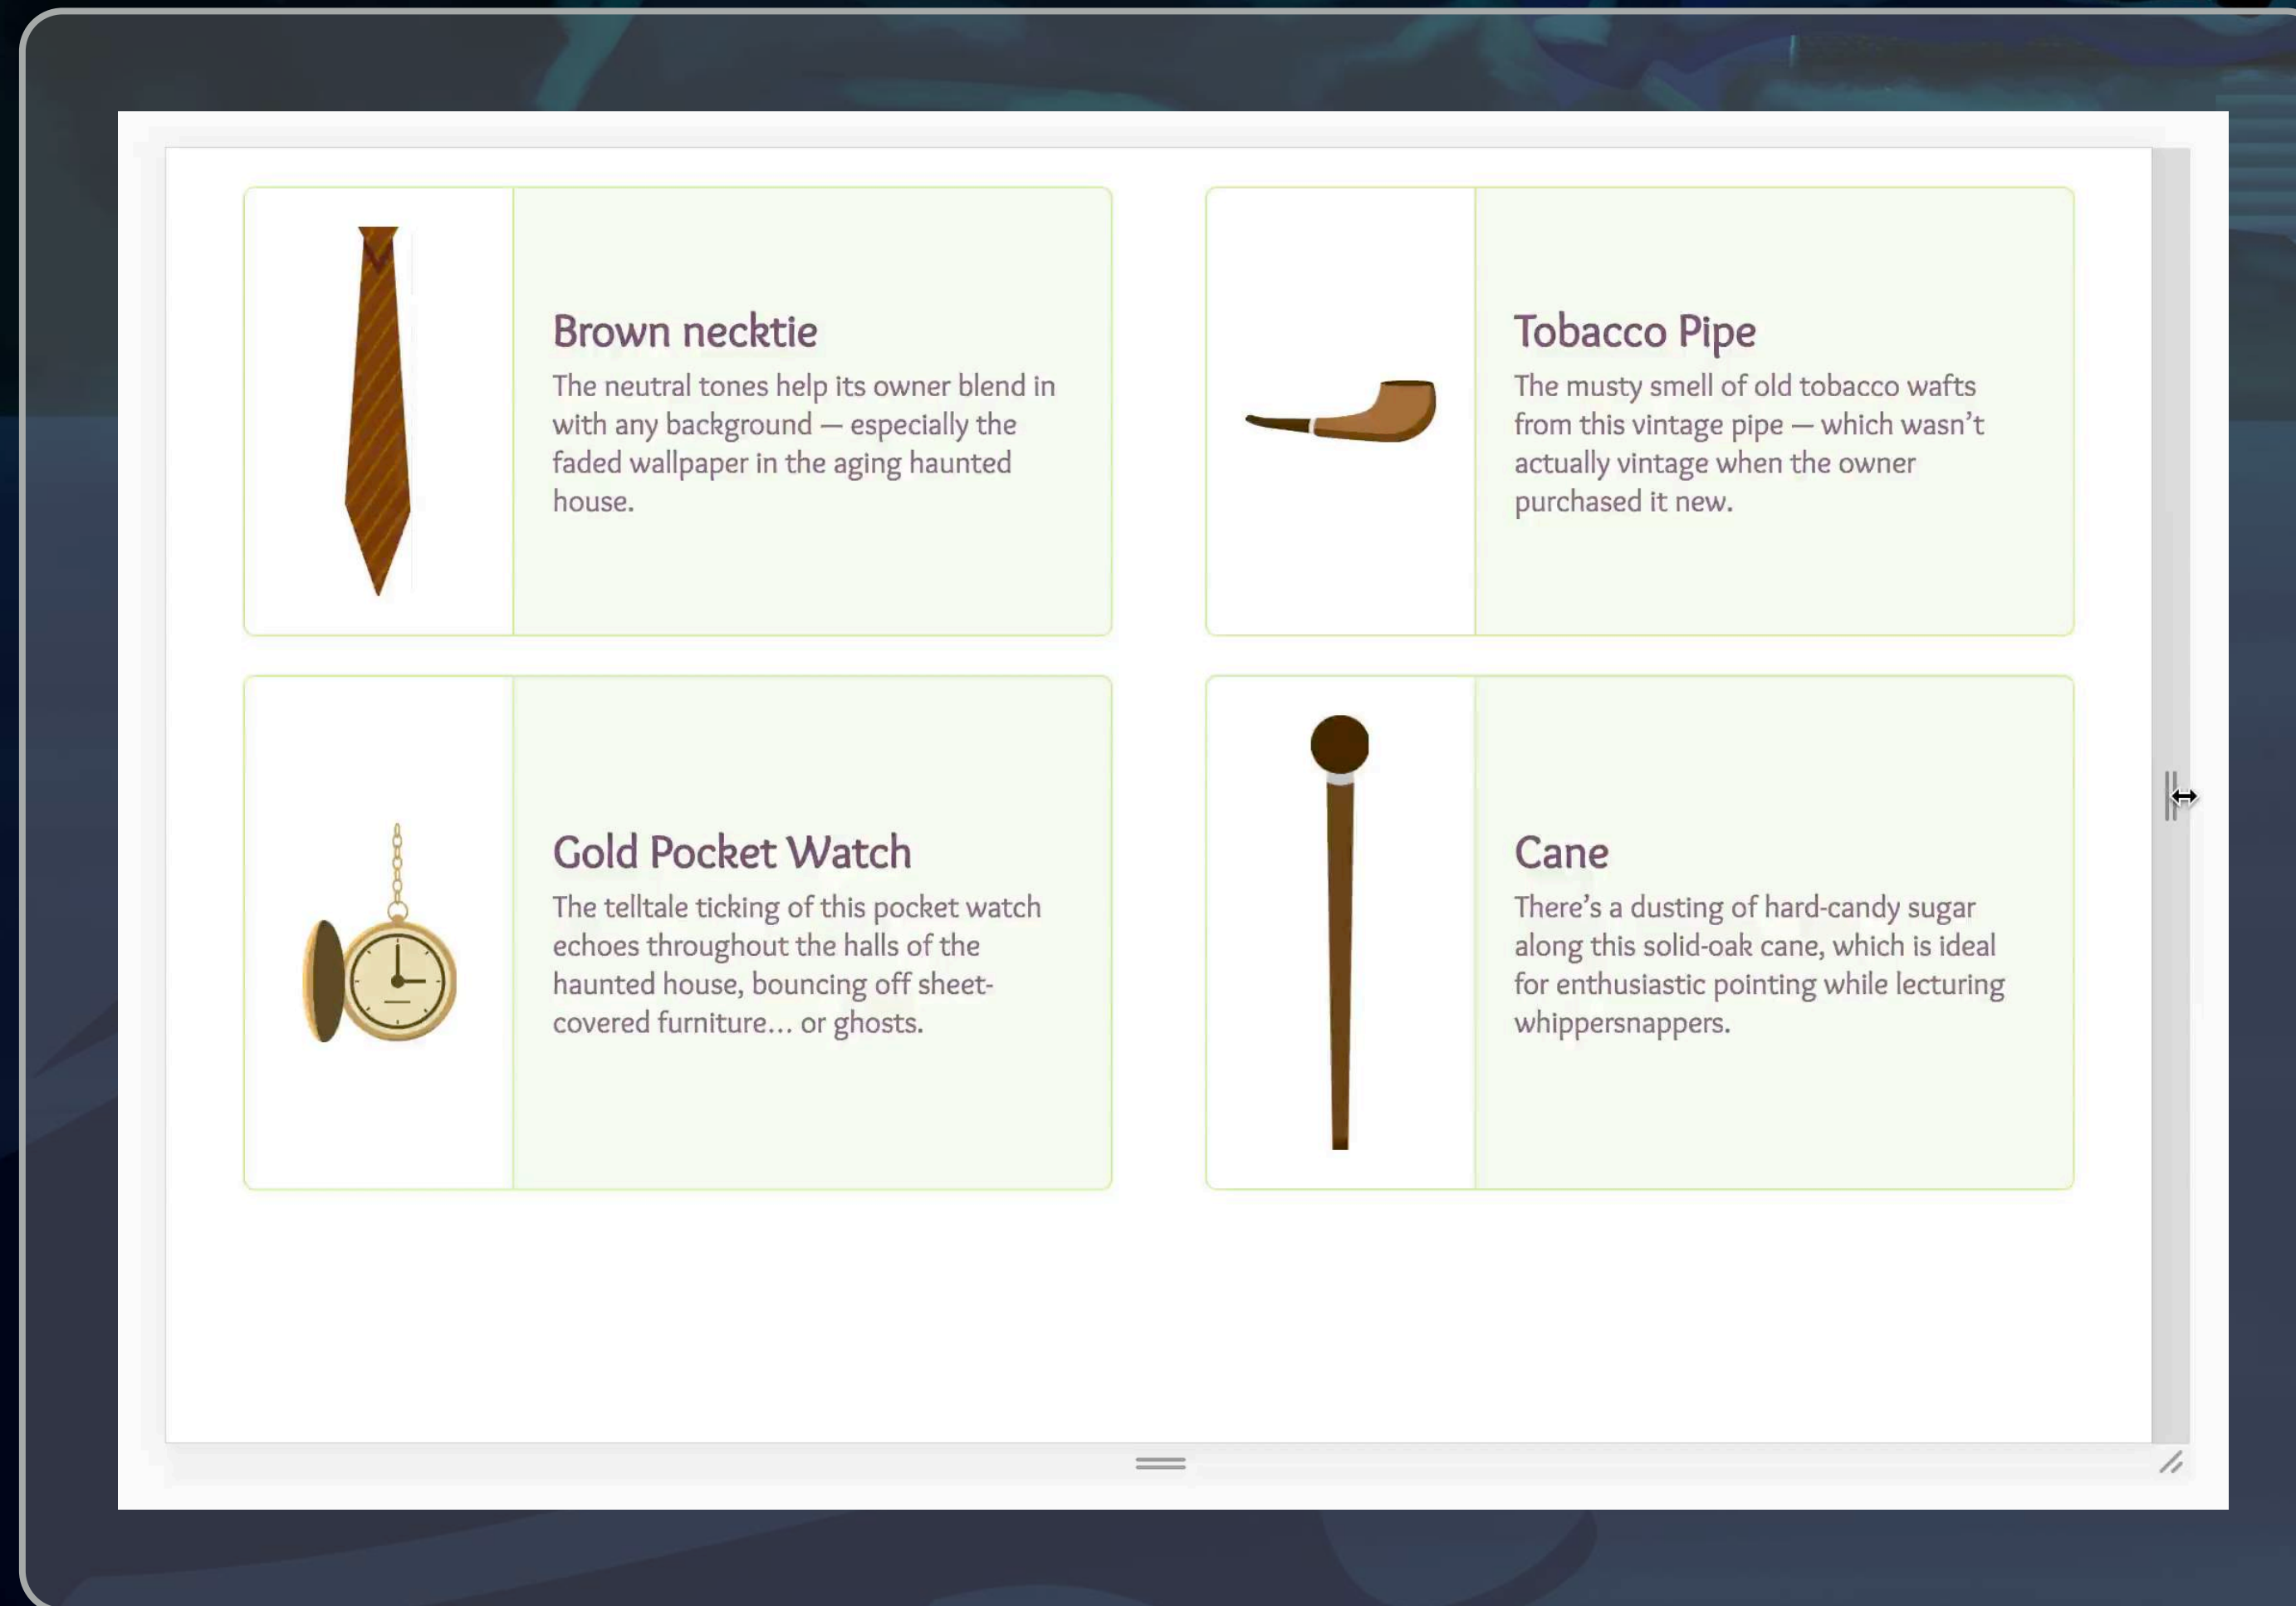 Brown necktie
The neutral tones help its owner blend in
with any background — especially the
faded wallpaper in the aging haunted
house.
Tobacco Pipe
The musty smell of old tobacco wafts
from this vintage pipe — which wasn’t
actually vintage when the owner
purchased it new.
Gold Pocket Watch
The telltale ticking of this pocket watch
echoes throughout the halls of the
haunted house, bouncing off sheet-
covered furniture… or ghosts.
Cane
There’s a dusting of hard-candy sugar
along this solid-oak cane, which is ideal
for enthusiastic pointing while lecturing
whippersnappers.